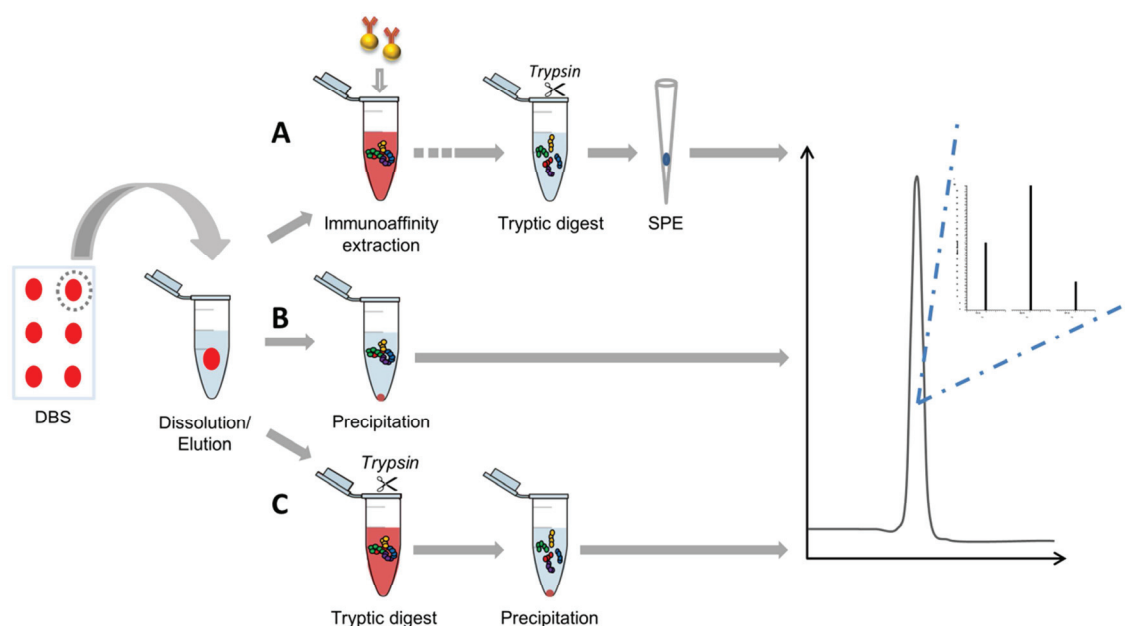 Trypsin
A
Immunoaffinity
extraction
Tryptic digest
SPE
DBS
Dissolution/
Elution
B
Precipitation
Trypsin
C
Tryptic digest
Precipitation